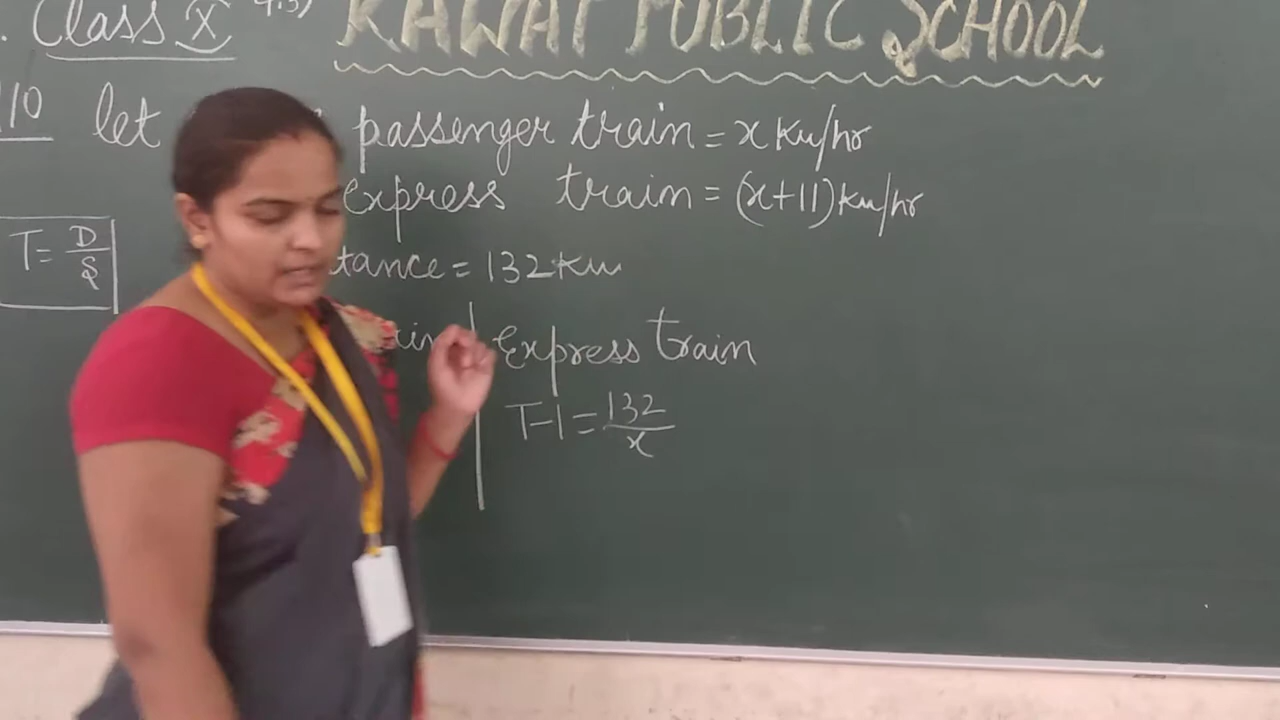 Class X
KAWAT PUBLIC SCHOOL
10 let passenger train = x km/hr
express train = (x+11) km/hr
T = D/S
tance = 132 km
Express train
T-1 = 132/x